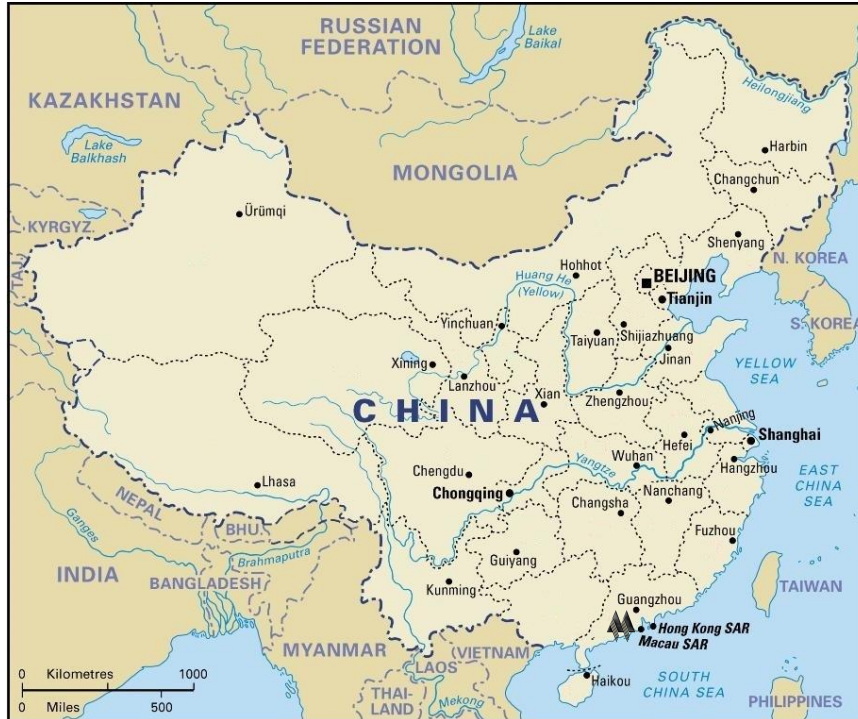 RUSSIAN
FEDERATION
Lake
Baikal
KAZAKHSTAN
Lake
Balkhash
Heilongjiang
Harbin
MONGOLIA
Changchun
Ürümqi
KYRGYZ.
Shenyang
TAJ.
Hohhot
Huang He
(Yellow)
BEIJING
N. KOREA
Tianjin
S. KOREA
Yinchuan
Taiyuan
Shijiazhuang
Jinan
Xining
YELLOW
SEA
Lanzhou
Xian
Zhengzhou
CHINA
Nanjing
Shanghai
Hefei
Wuhan
Yangtze
Hangzhou
Chengdu
EAST
CHINA
SEA
Lhasa
Chongqing
Nanchang
Changsha
NEPAL
Fuzhou
Ganges
BHU.
Guiyang
Brahmaputra
INDIA
BANGLADESH
Kunming
TAIWAN
Guangzhou
Hong Kong SAR
Macau SAR
MYANMAR
VIETNAM
LAOS
0 Kilometres 1000
0 Miles 500
SOUTH
CHINA SEA
Haikou
THAI-
LAND
Mekong
PHILIPPINES